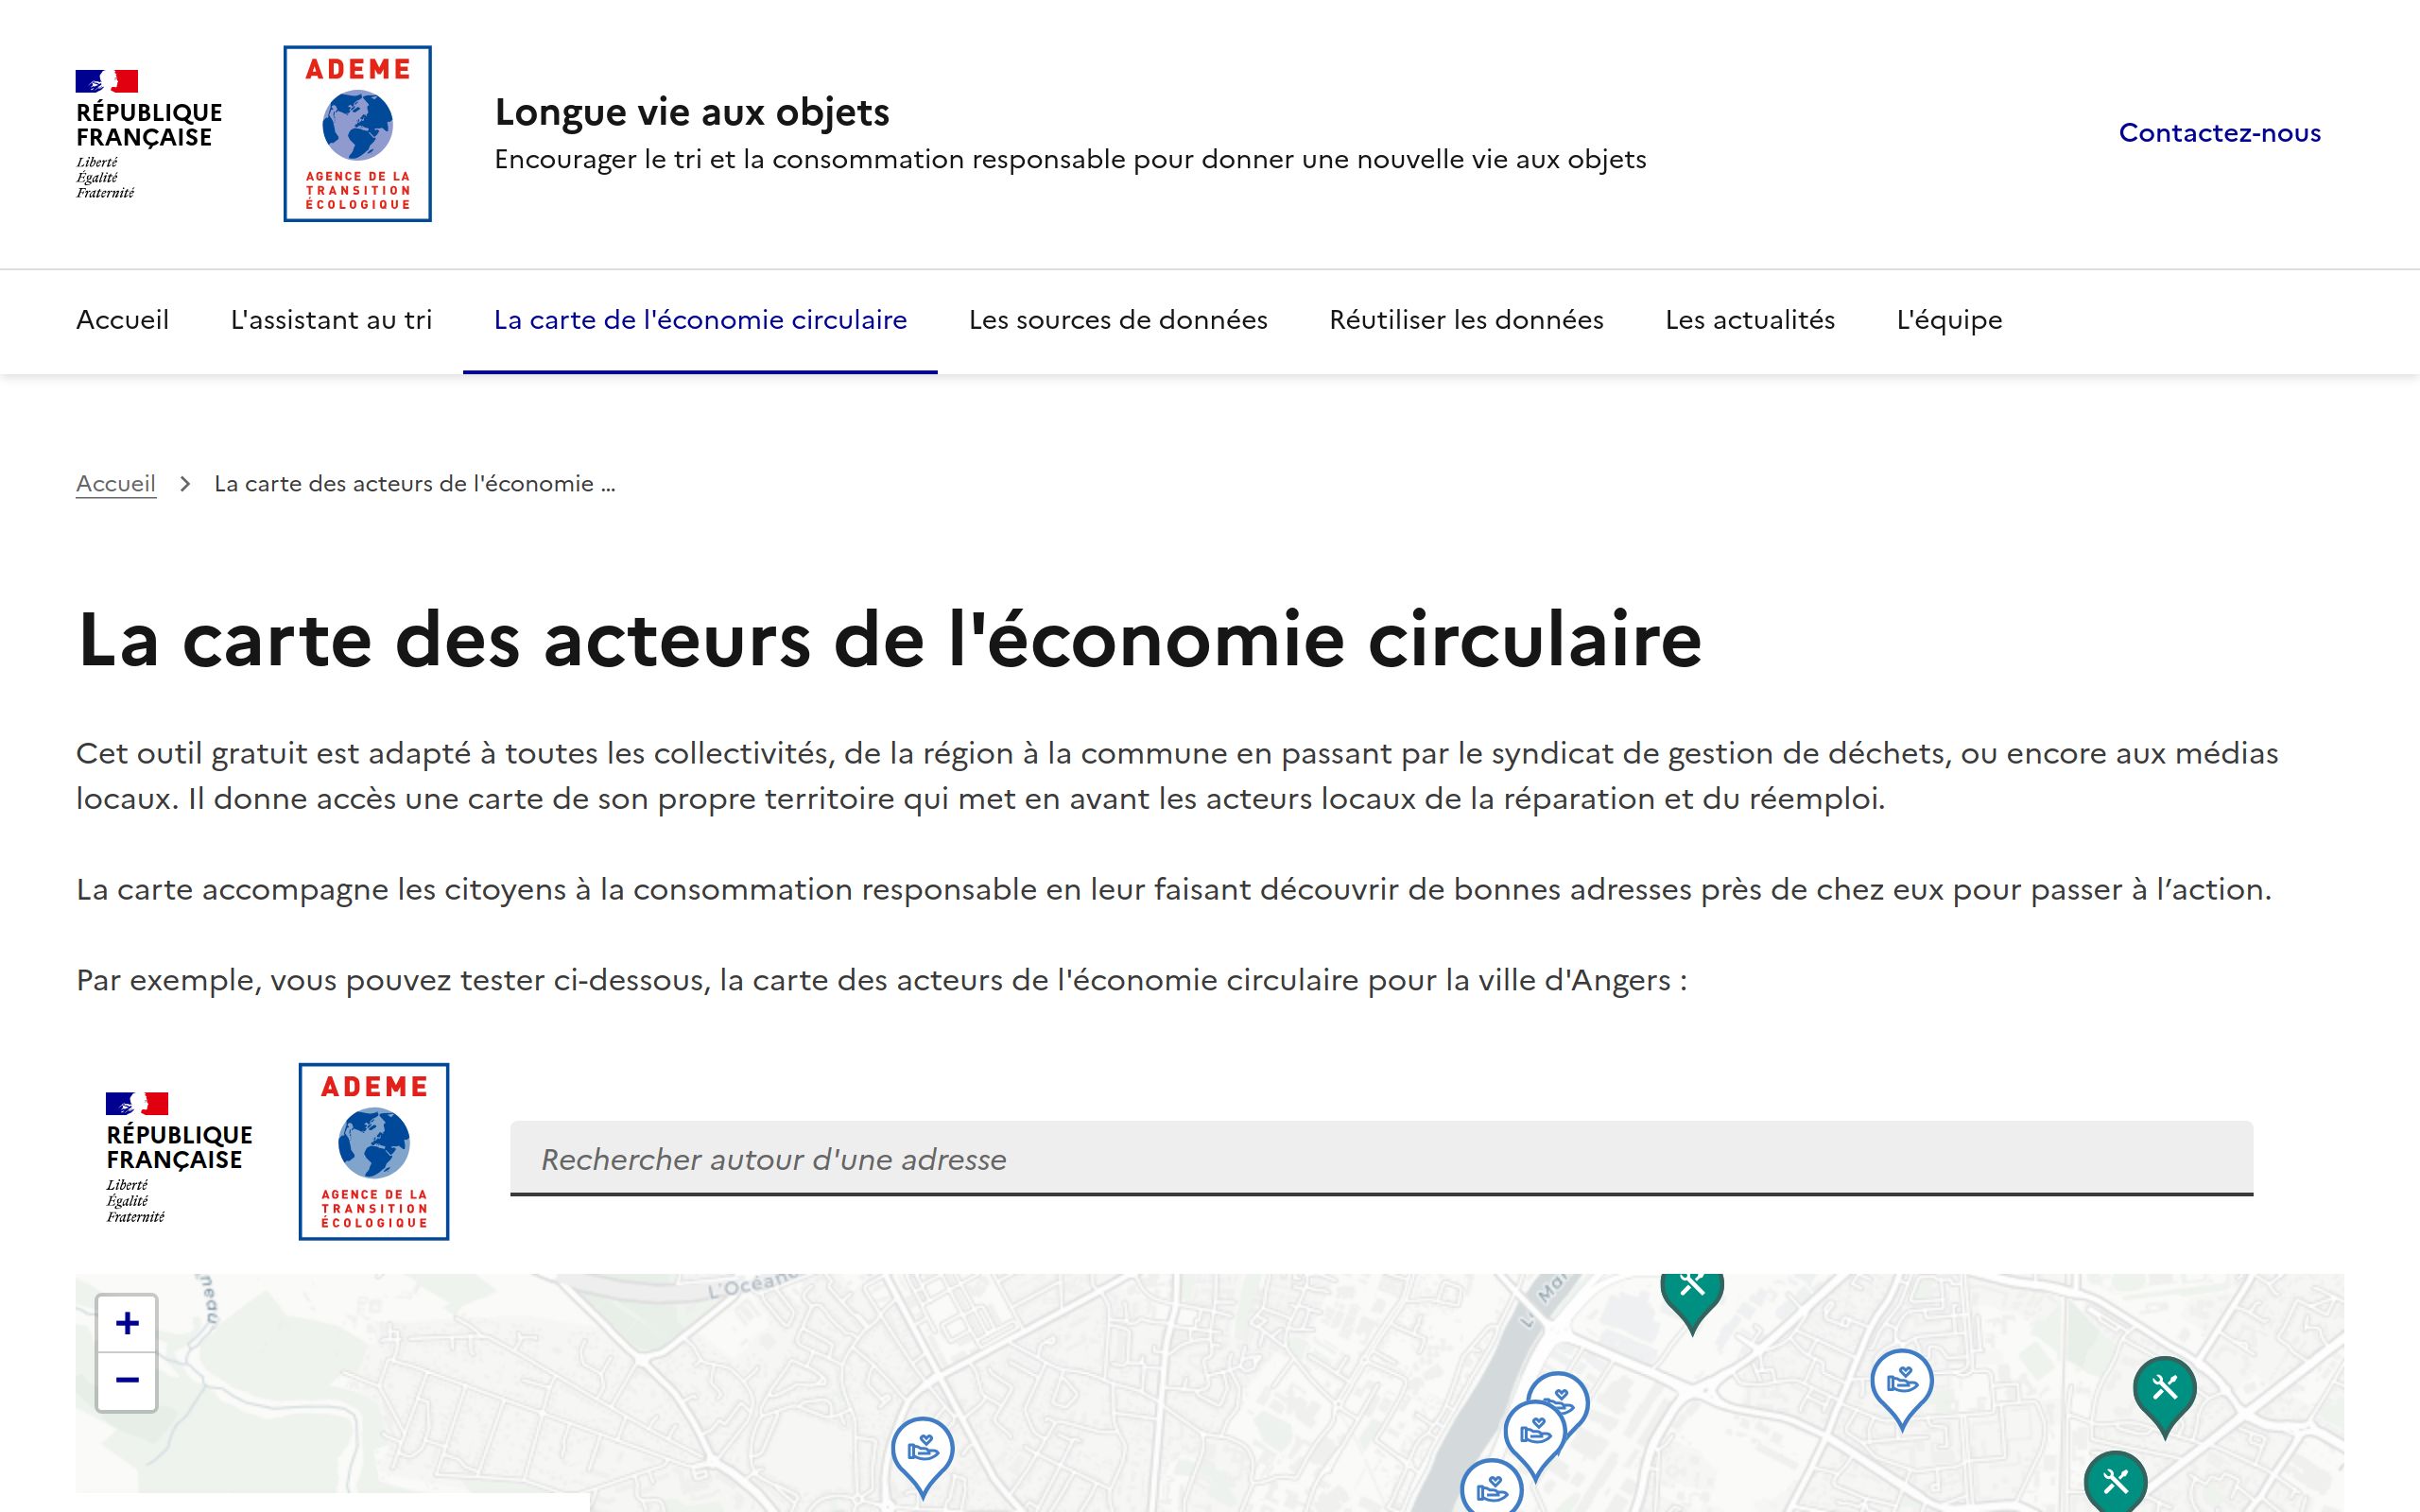 RÉPUBLIQUE
FRANÇAISE
Liberté
Égalité
Fraternité
ADEME
AGENCE DE LA
TRANSITION
ÉCOLOGIQUE
Longue vie aux objets
Encourager le tri et la consommation responsable pour donner une nouvelle vie aux objets
Contactez-nous
Accueil L'assistant au tri La carte de l'économie circulaire Les sources de données Réutiliser les données Les actualités L'équipe
Accueil La carte des acteurs de l'économie ...
La carte des acteurs de l'économie circulaire
Cet outil gratuit est adapté à toutes les collectivités, de la région à la commune en passant par le syndicat de gestion de déchets, ou encore aux médias
locaux. Il donne accès une carte de son propre territoire qui met en avant les acteurs locaux de la réparation et du réemploi.
La carte accompagne les citoyens à la consommation responsable en leur faisant découvrir de bonnes adresses près de chez eux pour passer à l’action.
Par exemple, vous pouvez tester ci-dessous, la carte des acteurs de l'économie circulaire pour la ville d'Angers :
RÉPUBLIQUE
FRANÇAISE
Liberté
Égalité
Fraternité
ADEME
AGENCE DE LA
TRANSITION
ÉCOLOGIQUE
Rechercher autour d'une adresse
+
−
L'Océane